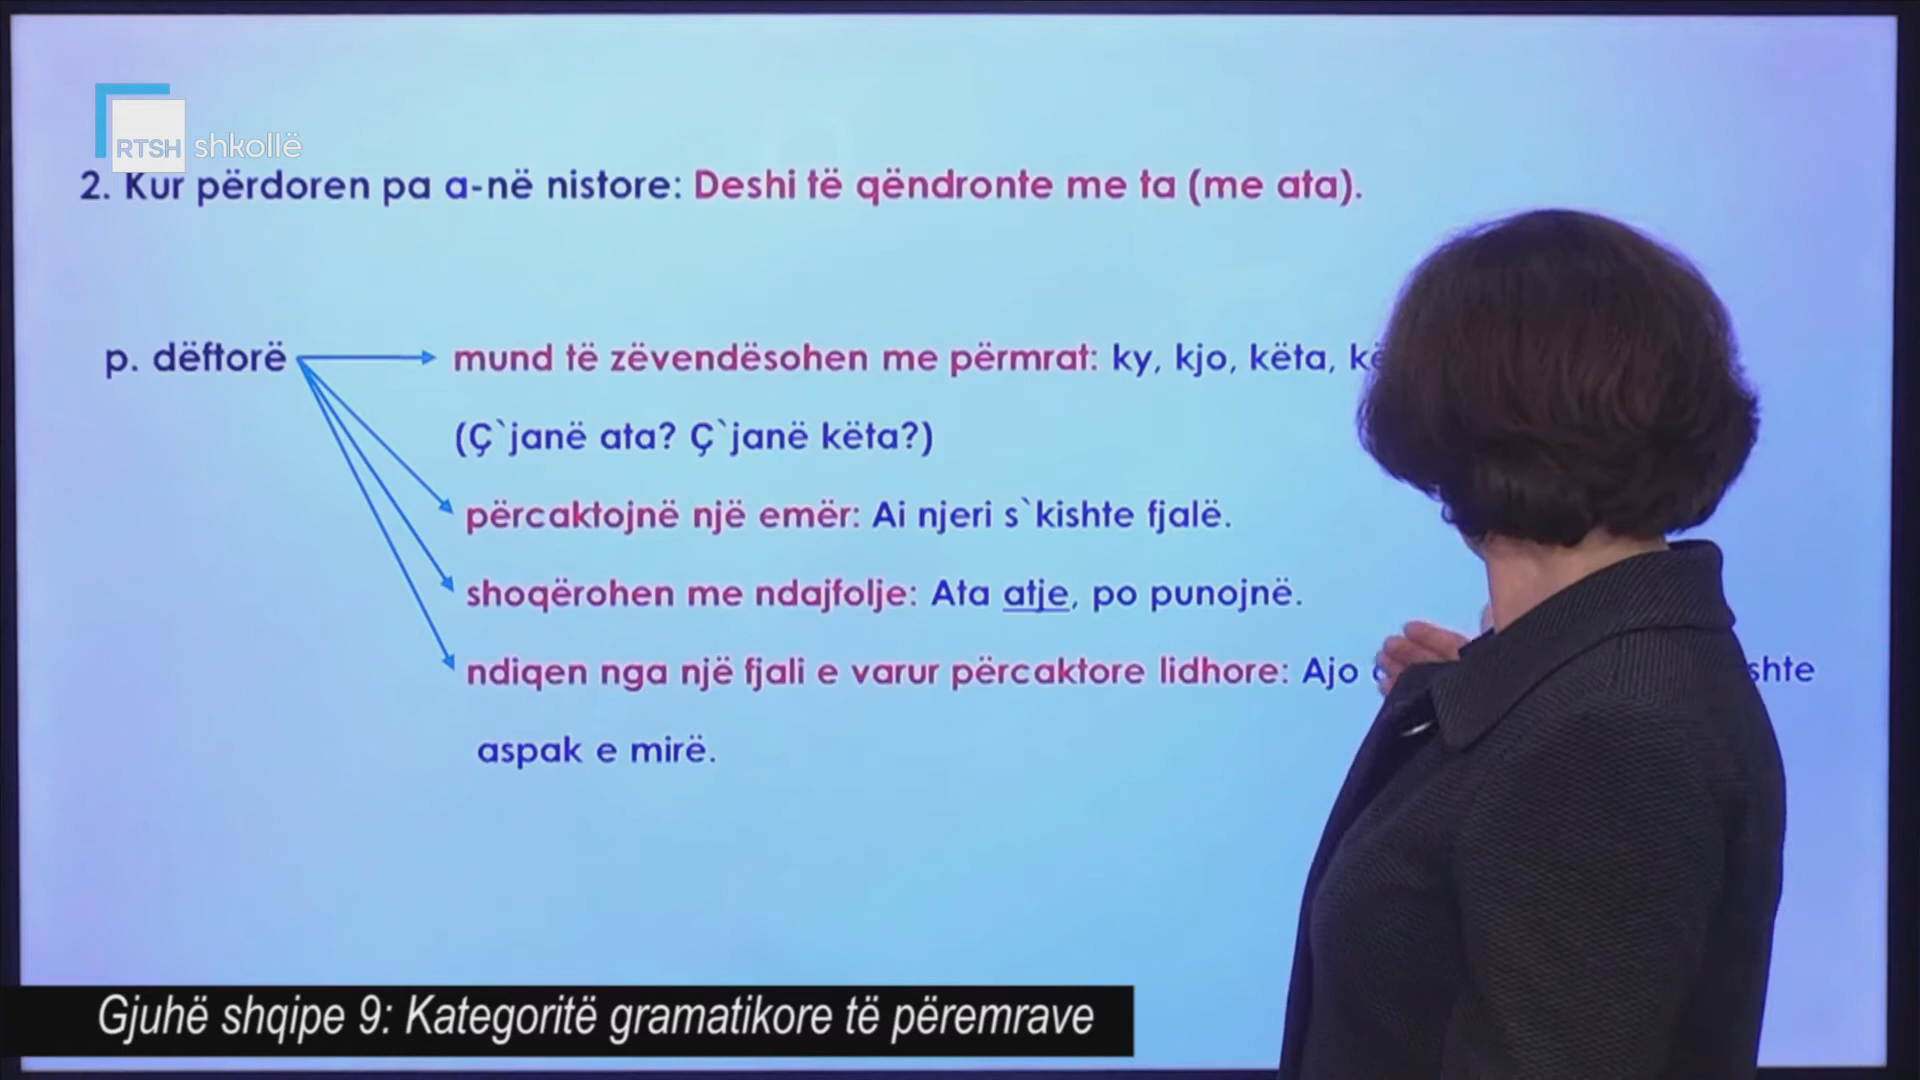 RTSH shkollë
2. Kur përdoren pa a-në nistore: Deshi të qëndronte me ta (me ata).
p. dëftorë
mund të zëvendësohen me përmrat: ky, kjo, këta,
(Ç`janë ata? Ç`janë këta?)
përcaktojnë një emër: Ai njeri s`kishte fjalë.
shoqërohen me ndajfolje: Ata atje, po punojnë.
ndiqen nga një fjali e varur përcaktore lidhore: Ajo
aspak e mirë.
Gjuhë shqipe 9: Kategoritë gramatikore të përemrave